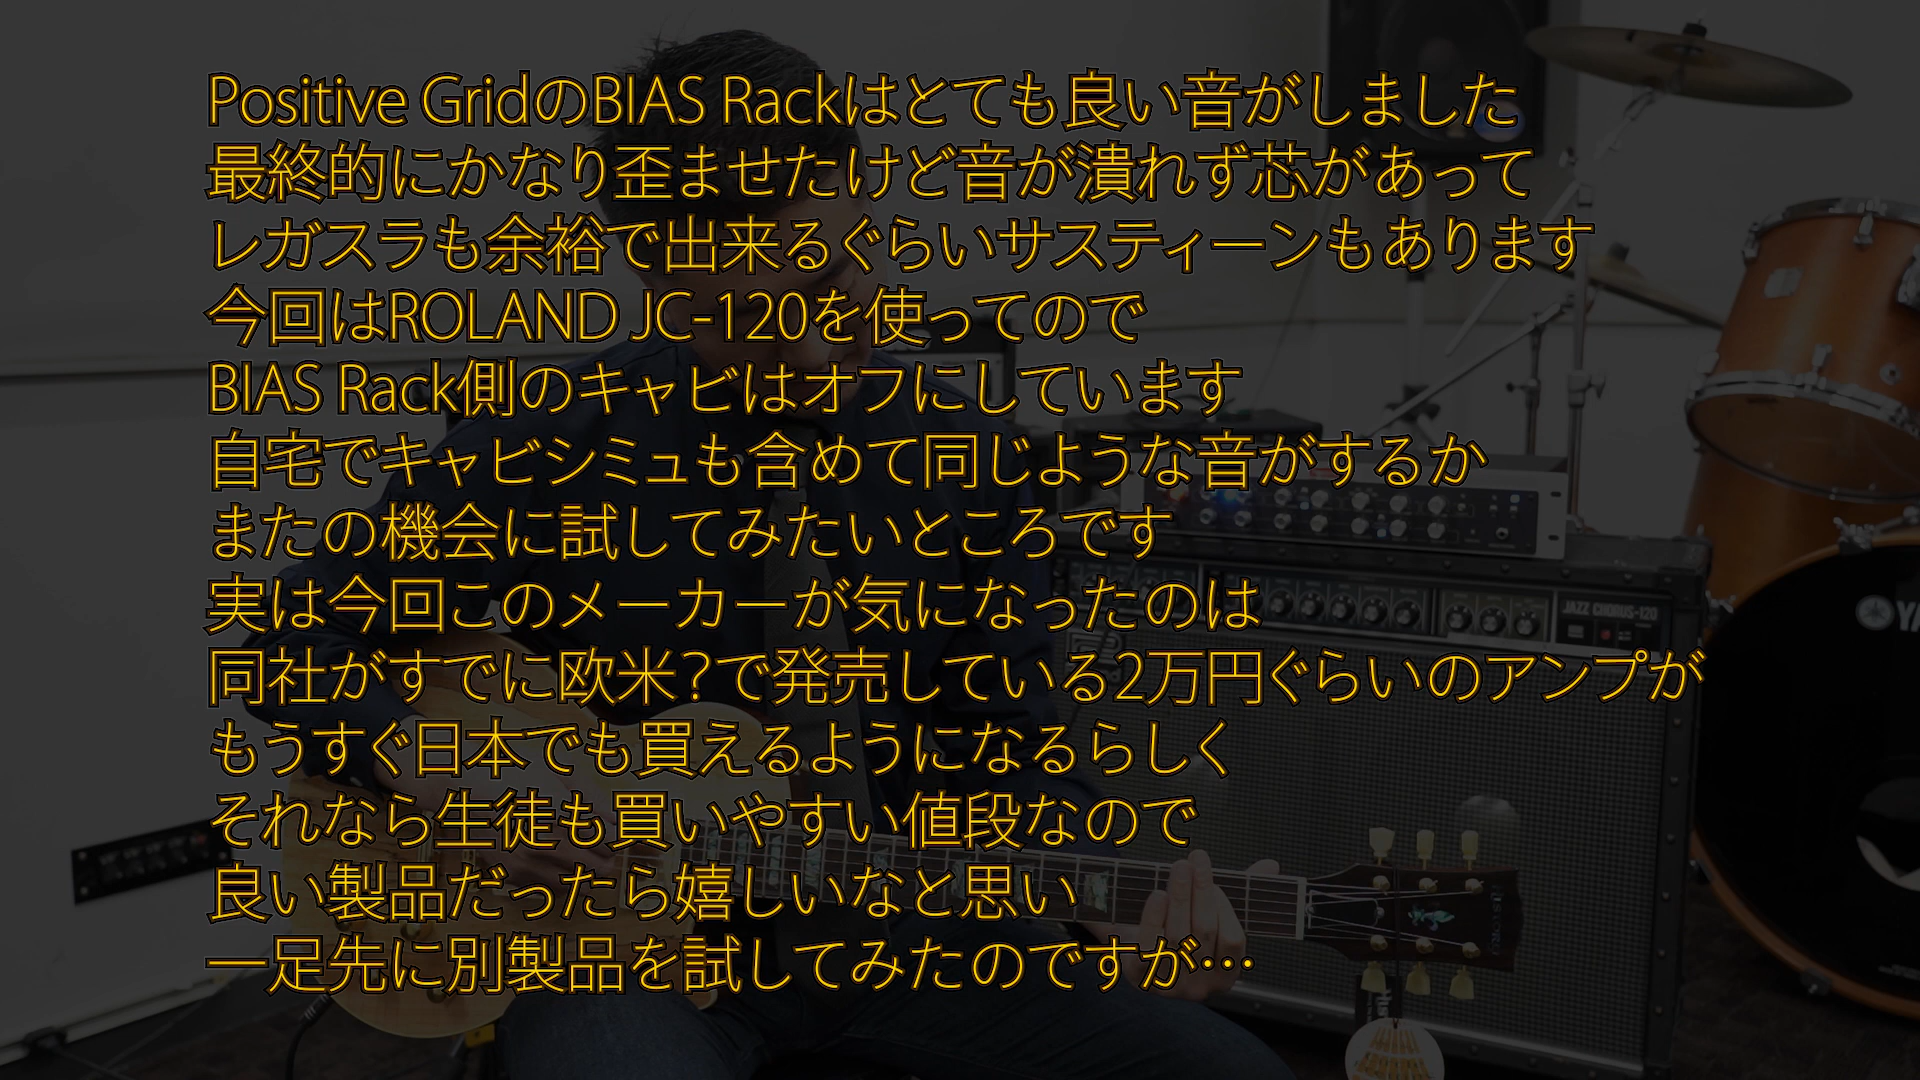 Positive GridのBIAS Rackはとても良い音がしました
最終的にかなり歪ませたけど音が潰れず芯があって
レガスラも余裕で出来るぐらいサスティーンもあります
今回はROLAND JC-120を使ってので
BIAS Rack側のキャビはオフにしています
自宅でキャビシミュも含めて同じような音がするか
またの機会に試してみたいところです
実は今回このメーカーが気になったのは
同社がすでに欧米？で発売している2万円ぐらいのアンプが
もうすぐ日本でも買えるようになるらしく
それなら生徒も買いやすい値段なので
良い製品だったら嬉しいなと思い
一足先に別製品を試してみたのですが…
JAZZ CHORUS-120
YA